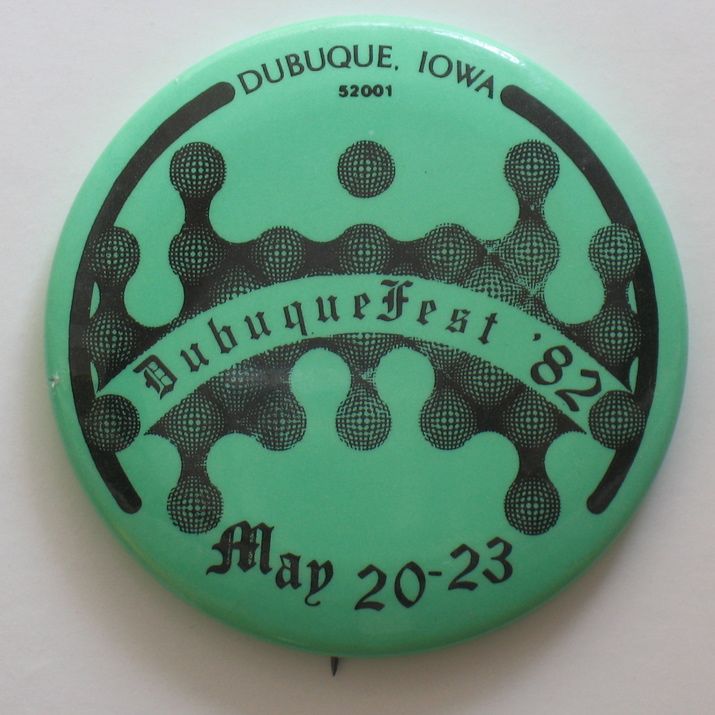 DUBUQUE, IOWA
52001
DubuqueFest '82
May 20-23